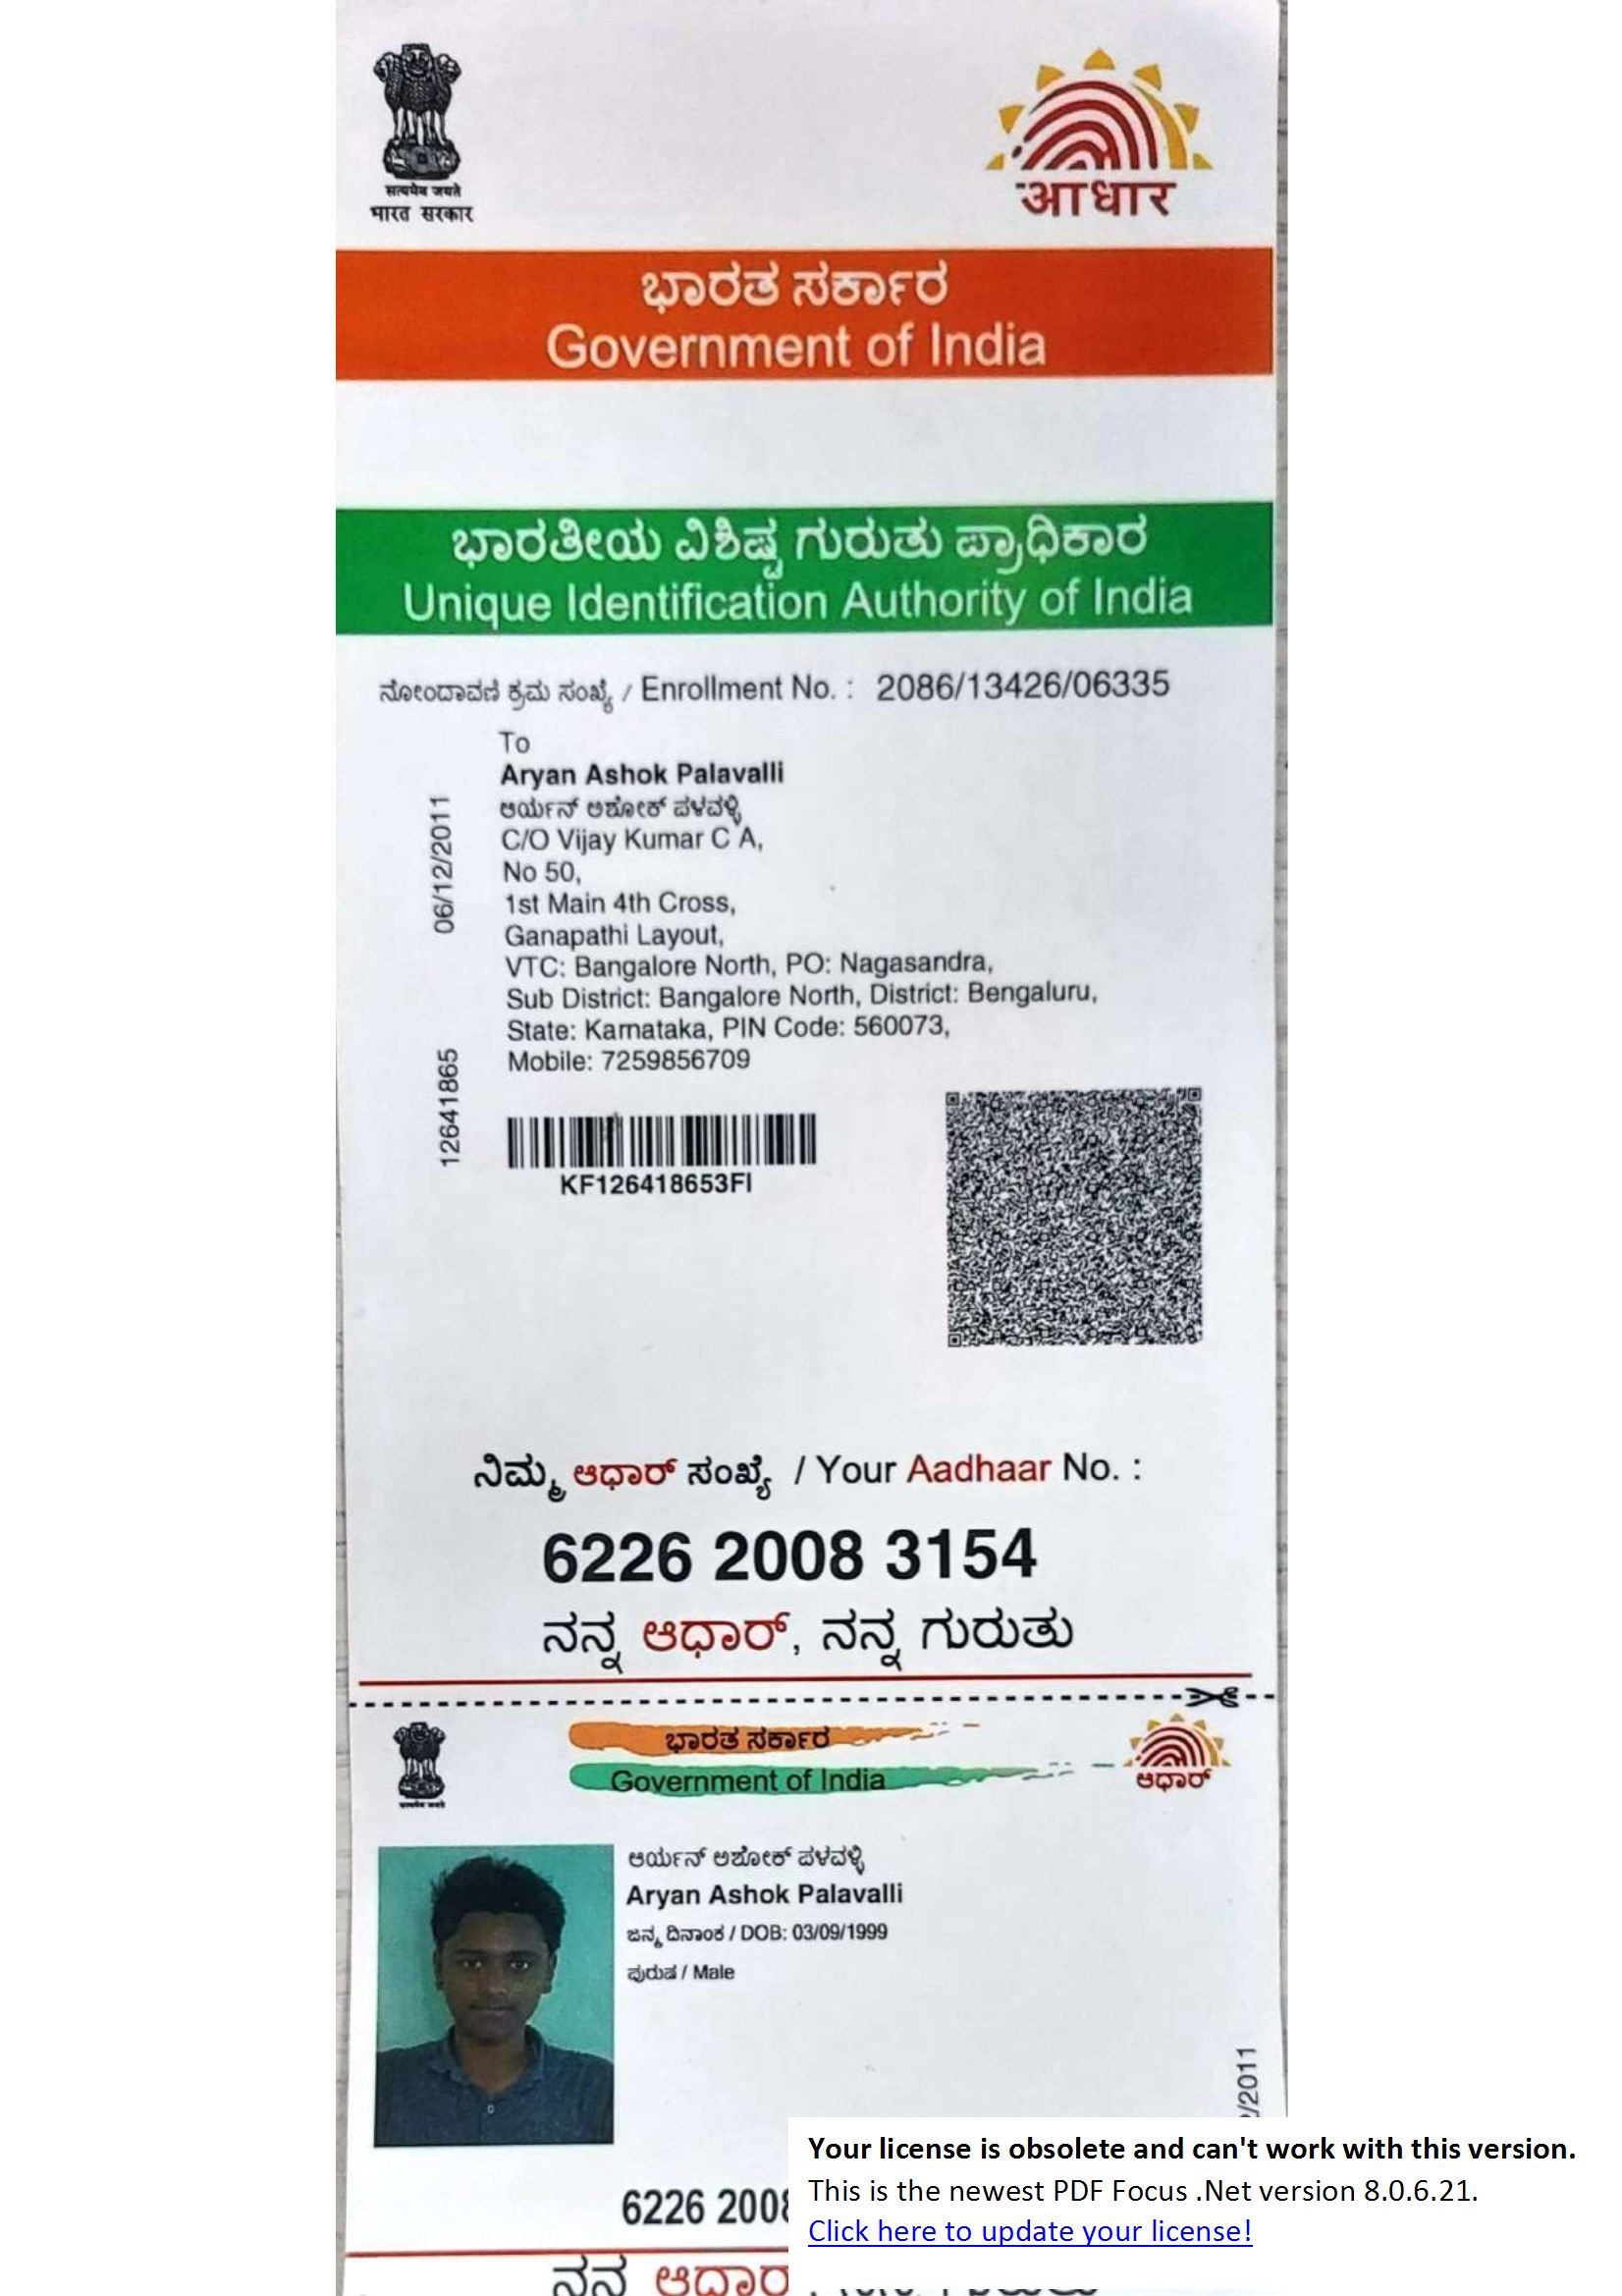 सत्यमेव जयते
भारत सरकार
आधार
ಭಾರತ ಸರ್ಕಾರ
Government of India
ಭಾರತೀಯ ವಿಶಿಷ್ಟ ಗುರುತು ಪ್ರಾಧಿಕಾರ
Unique Identification Authority of India
ನೋಂದಾವಣಿ ಕ್ರಮ ಸಂಖ್ಯೆ / Enrollment No. : 2086/13426/06335
To
Aryan Ashok Palavalli
ಆರ್ಯನ್ ಅಶೋಕ್ ಪಳವಳ್ಳಿ
C/O Vijay Kumar C A,
No 50,
1st Main 4th Cross,
Ganapathi Layout,
VTC: Bangalore North, PO: Nagasandra,
Sub District: Bangalore North, District: Bengaluru,
State: Karnataka, PIN Code: 560073,
Mobile: 7259856709
06/12/2011
12641865
KF126418653FI
ನಿಮ್ಮ ಆಧಾರ್ ಸಂಖ್ಯೆ / Your Aadhaar No. :
6226 2008 3154
ನನ್ನ ಆಧಾರ್, ನನ್ನ ಗುರುತು
ಭಾರತ ಸರ್ಕಾರ
Government of India
सत्यमेव जयते
ಆಧಾರ್
ಆರ್ಯನ್ ಅಶೋಕ್ ಪಳವಳ್ಳಿ
Aryan Ashok Palavalli
ಜನ್ಮ ದಿನಾಂಕ / DOB: 03/09/1999
ಪುರುಷ / Male
/2011
6226 2008
Your license is obsolete and can't work with this version.
This is the newest PDF Focus .Net version 8.0.6.21.
Click here to update your license!